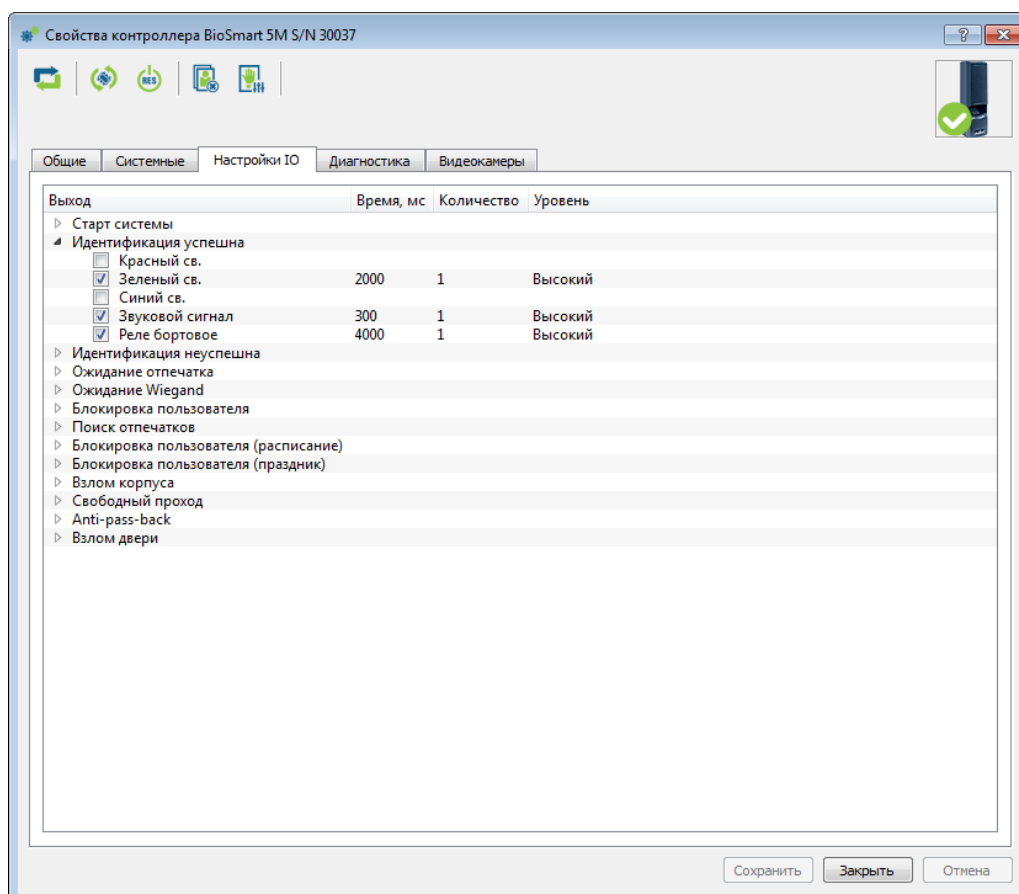 Свойства контроллера BioSmart 5M S/N 30037
RES
Общие Системные Настройки IO Диагностика Видеокамеры
Выход Время, мс Количество Уровень
Старт системы
Идентификация успешна
Красный св.
Зеленый св. 2000 1 Высокий
Синий св.
Звуковой сигнал 300 1 Высокий
Реле бортовое 4000 1 Высокий
Идентификация неуспешна
Ожидание отпечатка
Ожидание Wiegand
Блокировка пользователя
Поиск отпечатков
Блокировка пользователя (расписание)
Блокировка пользователя (праздник)
Взлом корпуса
Свободный проход
Anti-pass-back
Взлом двери
Сохранить Закрыть Отмена